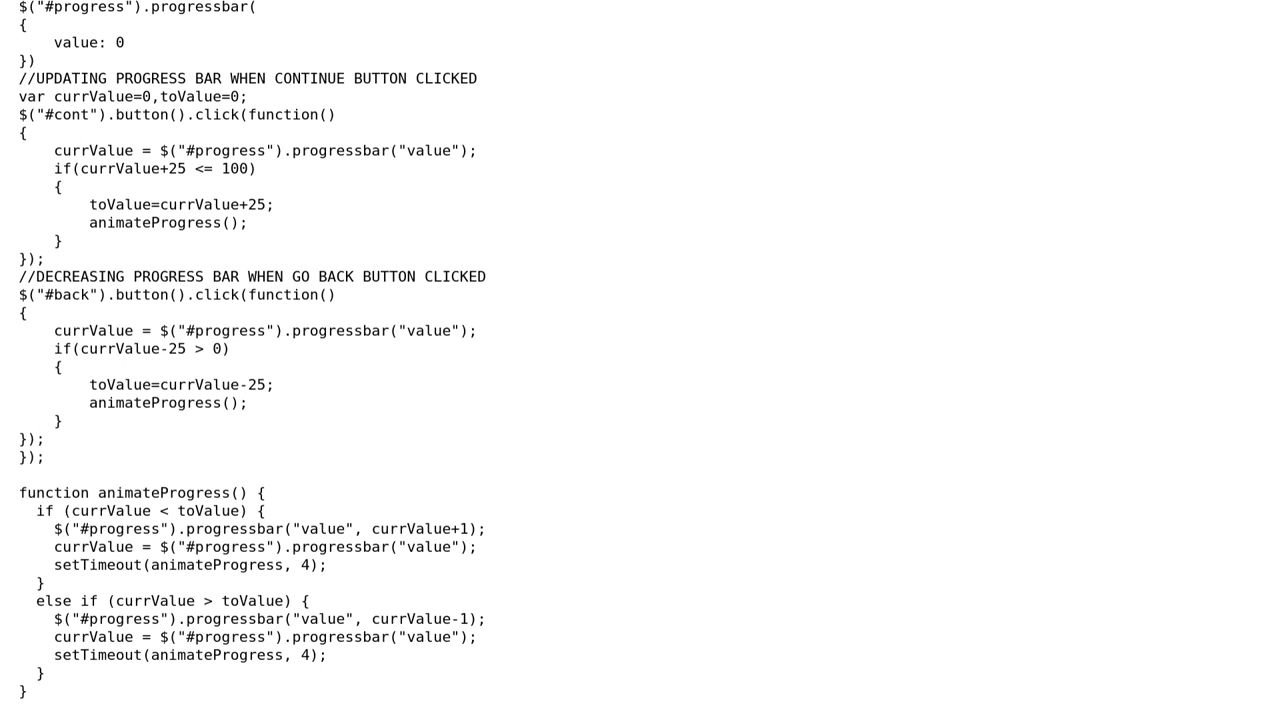 $("#progress").progressbar(
{
    value: 0
})
//UPDATING PROGRESS BAR WHEN CONTINUE BUTTON CLICKED
var currValue=0,toValue=0;
$("#cont").button().click(function()
{
    currValue = $("#progress").progressbar("value");
    if(currValue+25 <= 100)
    {
        toValue=currValue+25;
        animateProgress();
    }
});
//DECREASING PROGRESS BAR WHEN GO BACK BUTTON CLICKED
$("#back").button().click(function()
{
    currValue = $("#progress").progressbar("value");
    if(currValue-25 > 0)
    {
        toValue=currValue-25;
        animateProgress();
    }
});
});

function animateProgress() {
  if (currValue < toValue) {
    $("#progress").progressbar("value", currValue+1);
    currValue = $("#progress").progressbar("value");
    setTimeout(animateProgress, 4);
  }
  else if (currValue > toValue) {
    $("#progress").progressbar("value", currValue-1);
    currValue = $("#progress").progressbar("value");
    setTimeout(animateProgress, 4);
  }
}